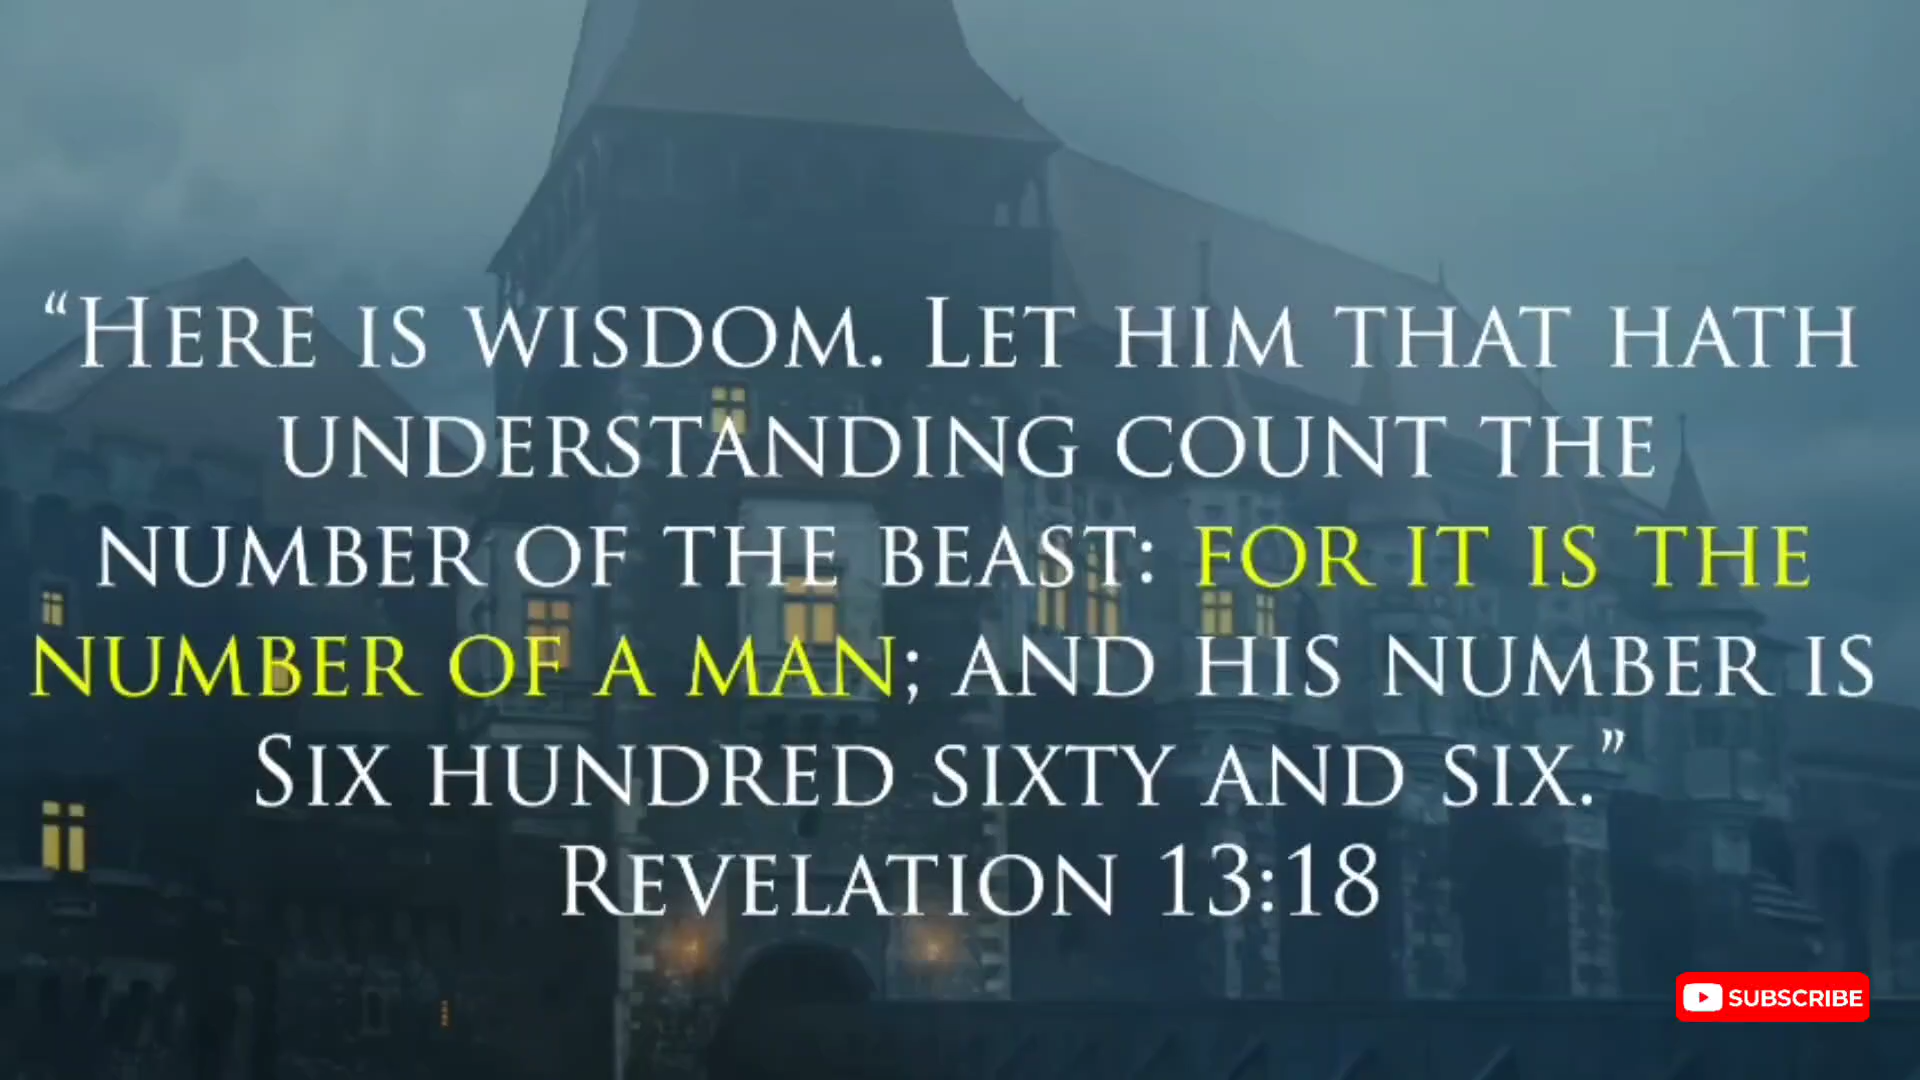 “Here is wisdom. Let him that hath
understanding count the
number of the beast: for it is the
number of a man; and his number is
Six hundred sixty and six.”
Revelation 13:18
SUBSCRIBE